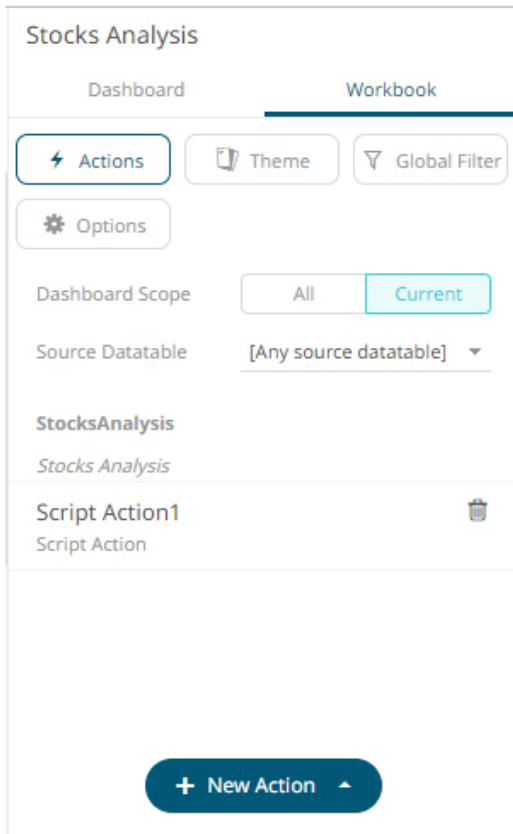 Stocks Analysis
Dashboard Workbook
Actions Theme Global Filter
Options
Dashboard Scope All Current
Source Datatable [Any source datatable]
StocksAnalysis
Stocks Analysis
Script Action1
Script Action
+ New Action